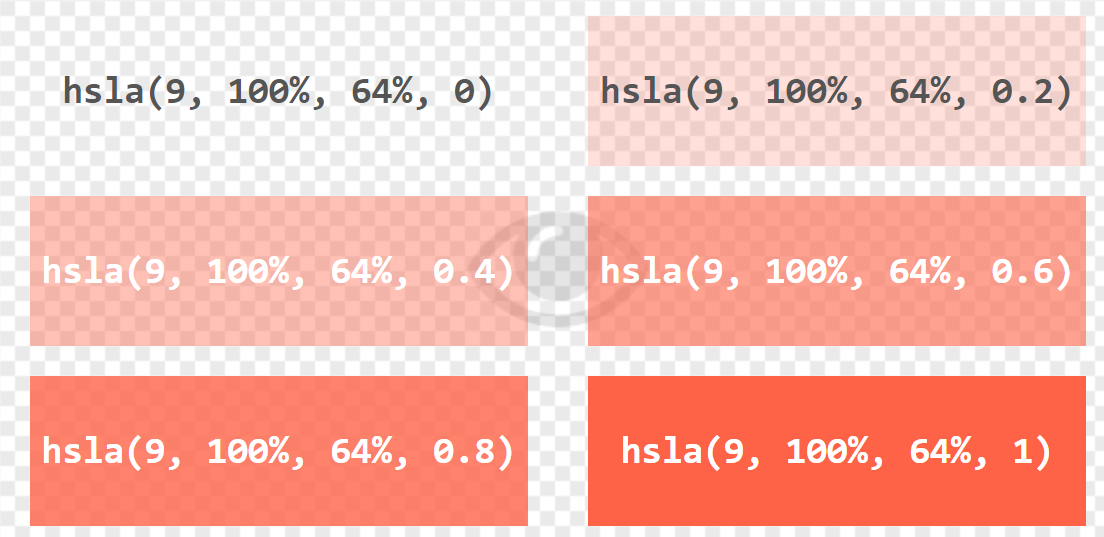 hsla(9, 100%, 64%, 0)
hsla(9, 100%, 64%, 0.2)
hsla(9, 100%, 64%, 0.4)
hsla(9, 100%, 64%, 0.6)
hsla(9, 100%, 64%, 0.8)
hsla(9, 100%, 64%, 1)